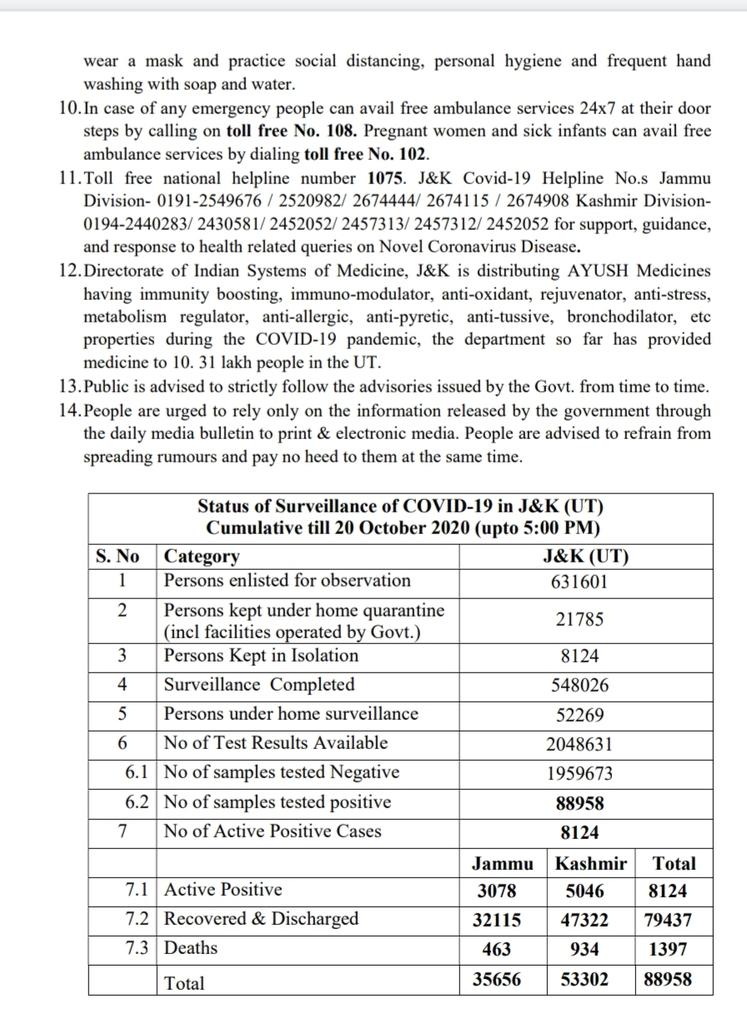 wear a mask and practice social distancing, personal hygiene and frequent hand
washing with soap and water.
10. In case of any emergency people can avail free ambulance services 24x7 at their door
steps by calling on toll free No. 108. Pregnant women and sick infants can avail free
ambulance services by dialing toll free No. 102.
11. Toll free national helpline number 1075. J&K Covid-19 Helpline No.s Jammu
Division- 0191-2549676 / 2520982/ 2674444/ 2674115 / 2674908 Kashmir Division-
0194-2440283/ 2430581/ 2452052/ 2457313/ 2457312/ 2452052 for support, guidance,
and response to health related queries on Novel Coronavirus Disease.
12. Directorate of Indian Systems of Medicine, J&K is distributing AYUSH Medicines
having immunity boosting, immuno-modulator, anti-oxidant, rejuvenator, anti-stress,
metabolism regulator, anti-allergic, anti-pyretic, anti-tussive, bronchodilator, etc
properties during the COVID-19 pandemic, the department so far has provided
medicine to 10. 31 lakh people in the UT.
13. Public is advised to strictly follow the advisories issued by the Govt. from time to time.
14. People are urged to rely only on the information released by the government through
the daily media bulletin to print & electronic media. People are advised to refrain from
spreading rumours and pay no heed to them at the same time.
Status of Surveillance of COVID-19 in J&K (UT)
Cumulative till 20 October 2020 (upto 5:00 PM)
S. No Category J&K (UT)
1 Persons enlisted for observation 631601
2 Persons kept under home quarantine
(incl facilities operated by Govt.) 21785
3 Persons Kept in Isolation 8124
4 Surveillance Completed 548026
5 Persons under home surveillance 52269
6 No of Test Results Available 2048631
6.1 No of samples tested Negative 1959673
6.2 No of samples tested positive 88958
7 No of Active Positive Cases 8124
Jammu Kashmir Total
7.1 Active Positive 3078 5046 8124
7.2 Recovered & Discharged 32115 47322 79437
7.3 Deaths 463 934 1397
Total 35656 53302 88958